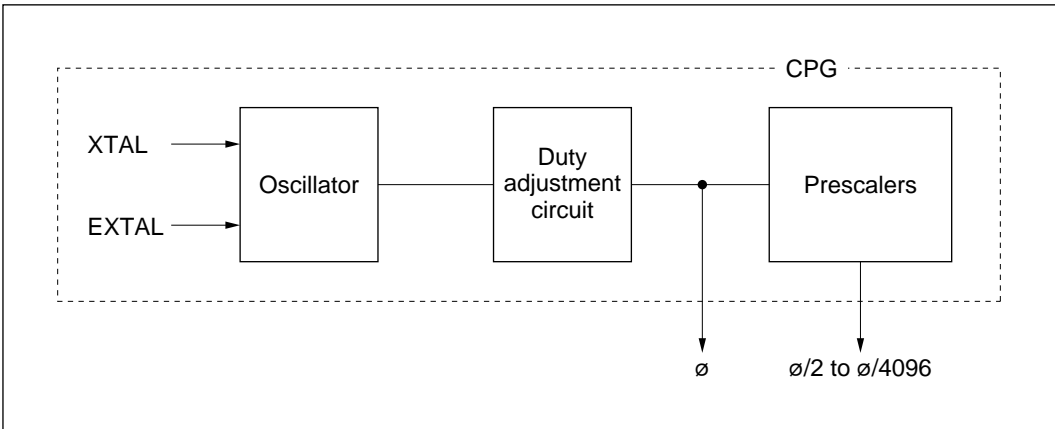 CPG
XTAL
EXTAL
Oscillator
Duty
adjustment
circuit
Prescalers
ø
ø/2 to ø/4096